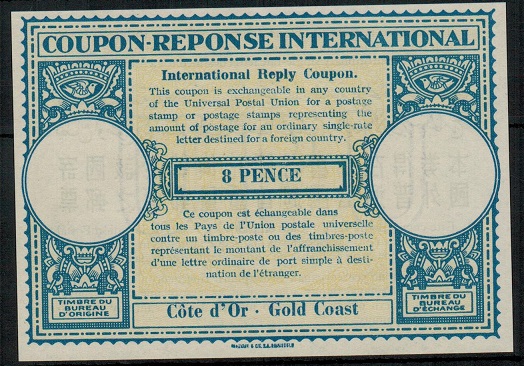 COUPON-REPONSE INTERNATIONAL
International Reply Coupon.
This coupon is exchangeable in any country
of the Universal Postal Union for a postage
stamp or postage stamps representing the
amount of postage for an ordinary single-rate
letter destined for a foreign country.
8 PENCE
Ce coupon est échangeable dans
tous les Pays de l'Union postale universelle
contre un timbre-poste ou des timbres-poste
représentant le montant de l'affranchissement
d'une lettre ordinaire de port simple à desti-
nation de l'étranger.
TIMBRE DU
BUREAU
D'ORIGINE
TIMBRE DU
BUREAU
D'ÉCHANGE
Côte d'Or · Gold Coast